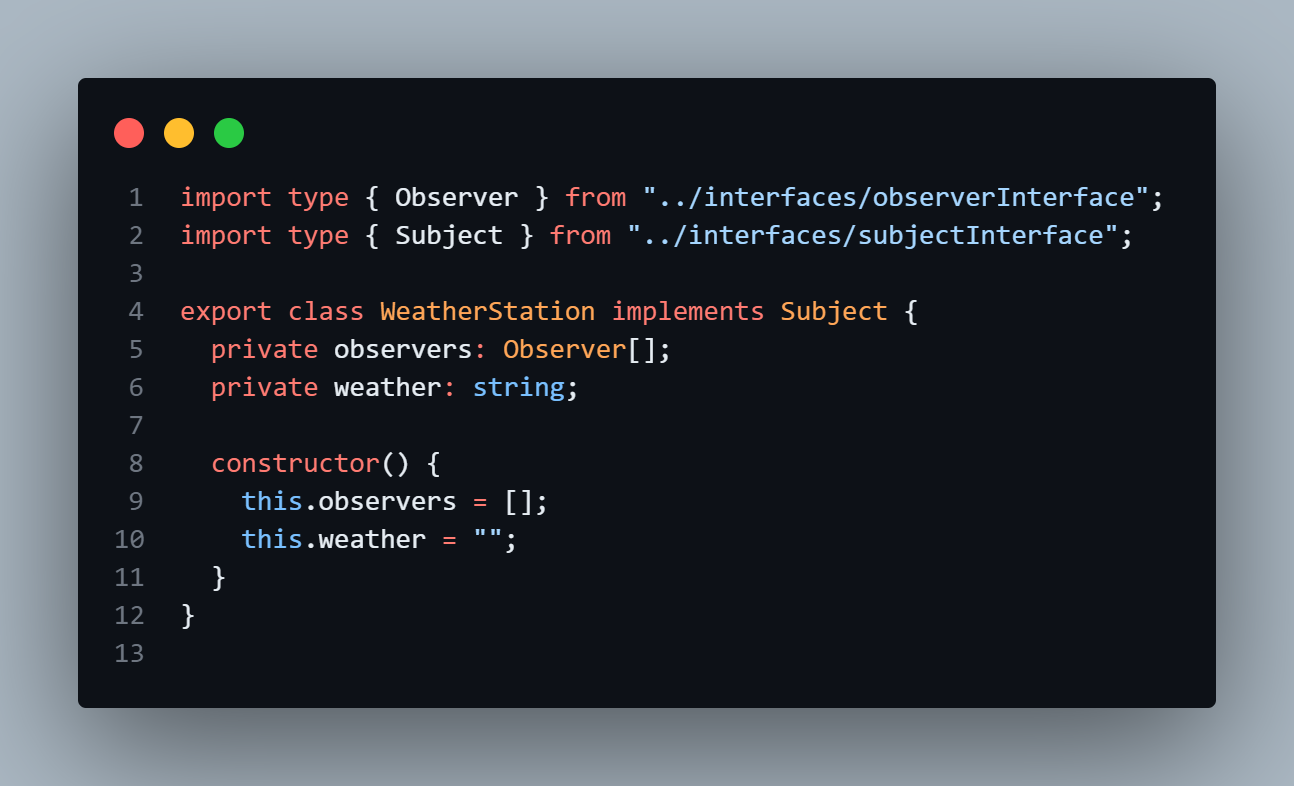 1 import type { Observer } from "../interfaces/observerInterface";
2 import type { Subject } from "../interfaces/subjectInterface";
3
4 export class WeatherStation implements Subject {
5   private observers: Observer[];
6   private weather: string;
7
8   constructor() {
9     this.observers = [];
10     this.weather = "";
11   }
12 }
13